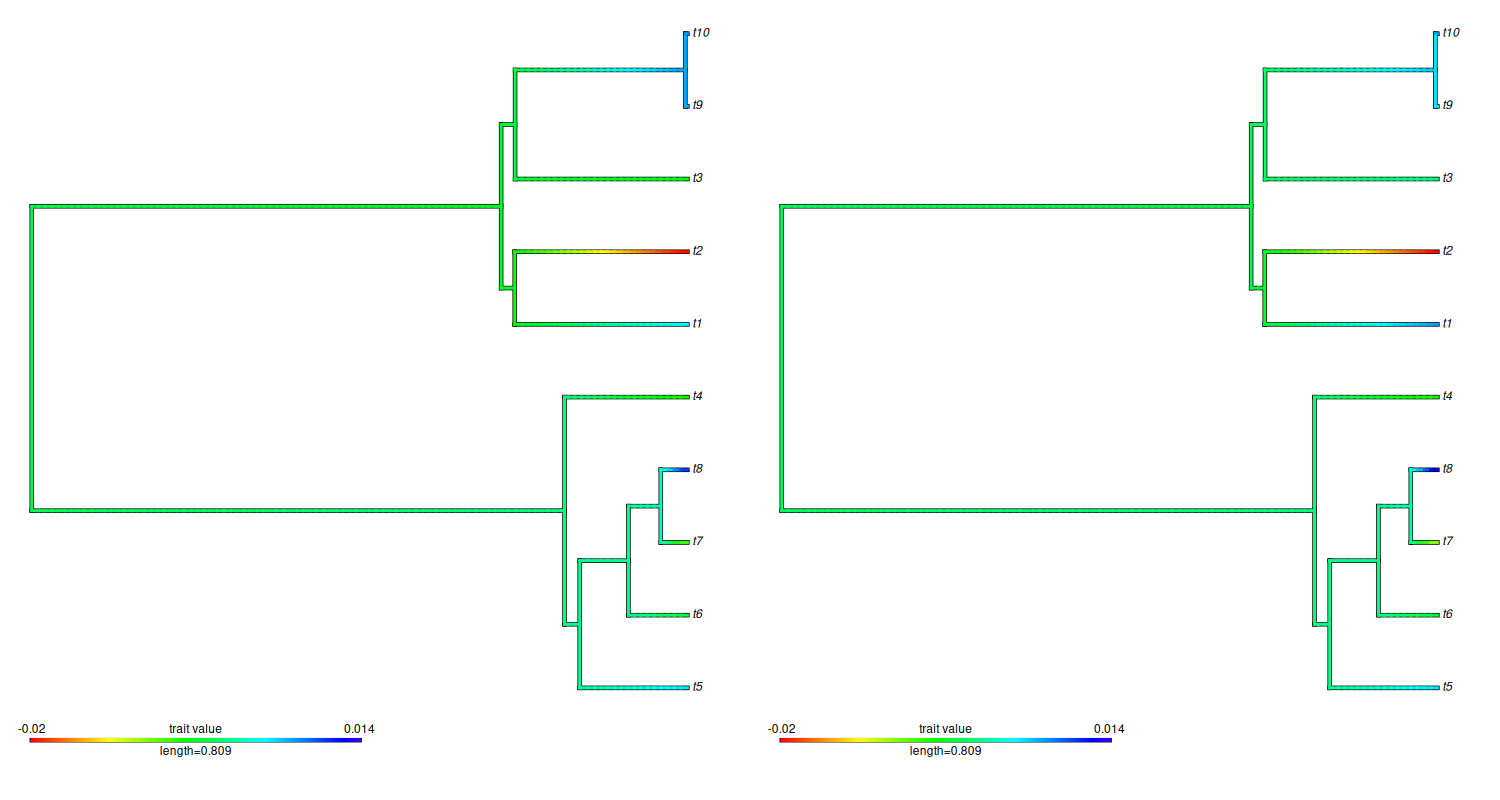 t10
t9
t3
t2
t1
t4
t8
t7
t6
t5
-0.02 trait value 0.014
length=0.809
t10
t9
t3
t2
t1
t4
t8
t7
t6
t5
-0.02 trait value 0.014
length=0.809